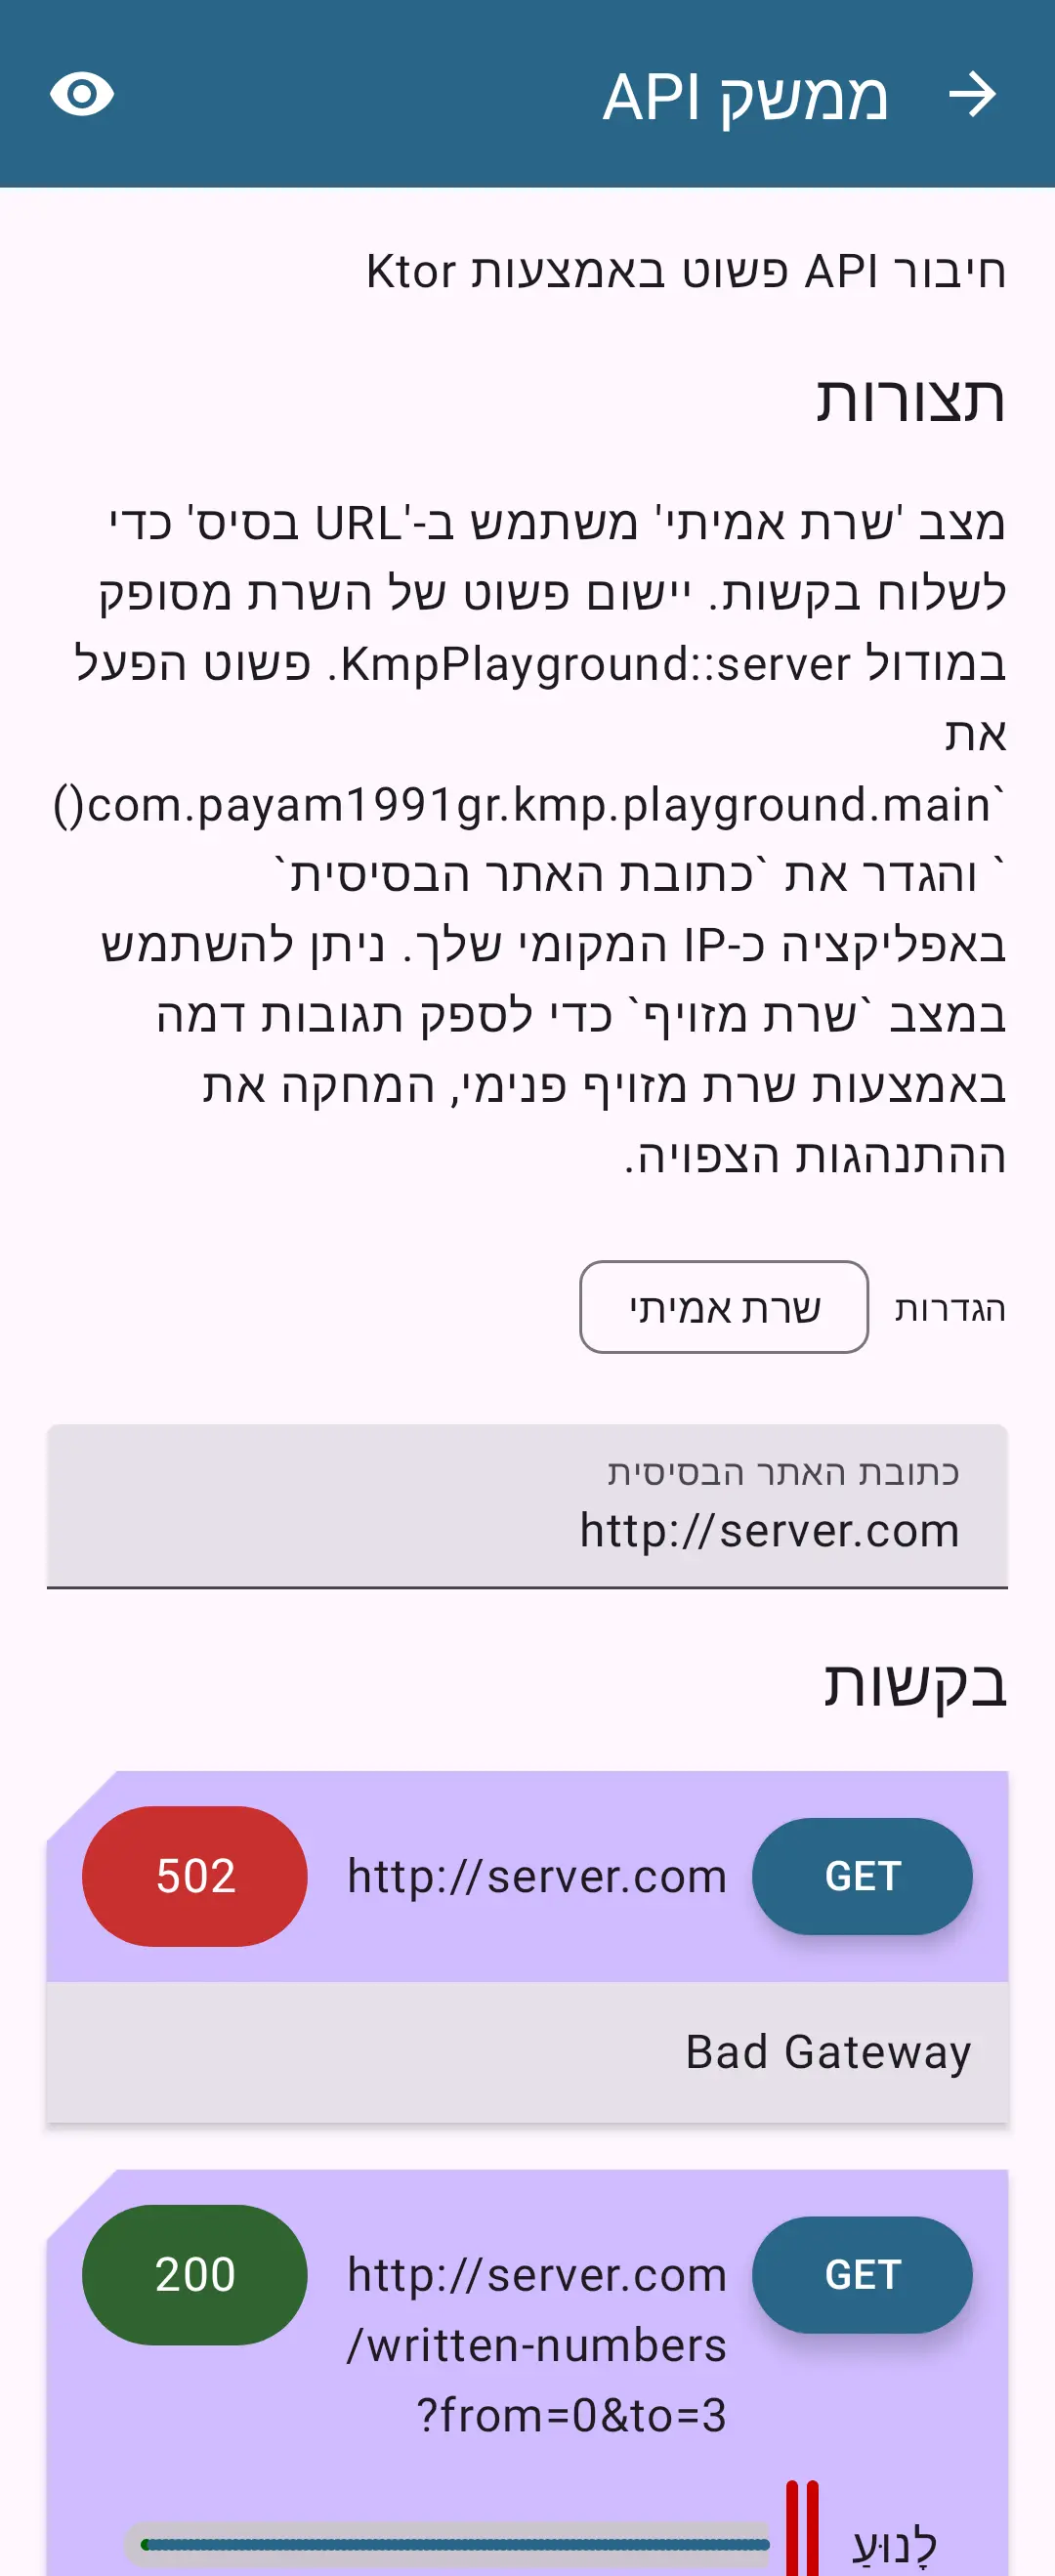 ממשק API
חיבור API פשוט באמצעות Ktor
תצורות
מצב 'שרת אמיתי' משתמש ב-'URL בסיס' כדי
לשלוח בקשות. יישום פשוט של השרת מסופק
במודול KmpPlayground::server. פשוט הפעל
את
`com.payam1991gr.kmp.playground.main()
` והגדר את `כתובת האתר הבסיסית`
באפליקציה כ-IP המקומי שלך. ניתן להשתמש
במצב `שרת מזויף` כדי לספק תגובות דמה
באמצעות שרת מזויף פנימי, המחקה את
ההתנהגות הצפויה.
הגדרות
שרת אמיתי
כתובת האתר הבסיסית
http://server.com
בקשות
GET
http://server.com
502
Bad Gateway
GET
http://server.com
/written-numbers
?from=0&to=3
200
לָנוּעַ